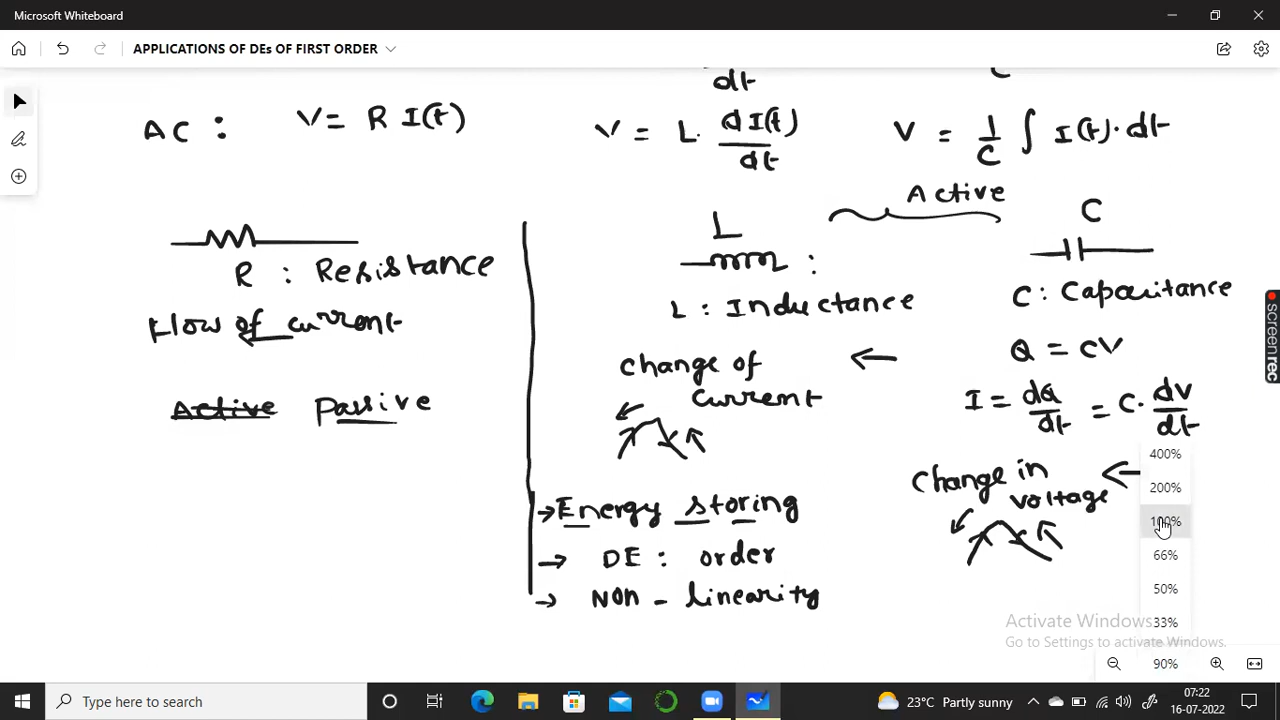 Microsoft Whiteboard
APPLICATIONS OF DEs OF FIRST ORDER
dt
C
AC : V = R I(t)
V = L. dI(t)/dt
V = 1/C ∫ I(t).dt
Active
L
C
R : Resistance
Flow of current
Active Passive
:
L : Inductance
change of
current
Energy storing
DE : order
NON - linearity
C : Capacitance
Q = CV
I = dQ/dt = C. dV/dt
change in
voltage
400%
200%
100%
66%
50%
33%
90%
Activate Windows
Go to Settings to activate Windows.
screenrec
Type here to search
23°C Partly sunny
07:22
16-07-2022